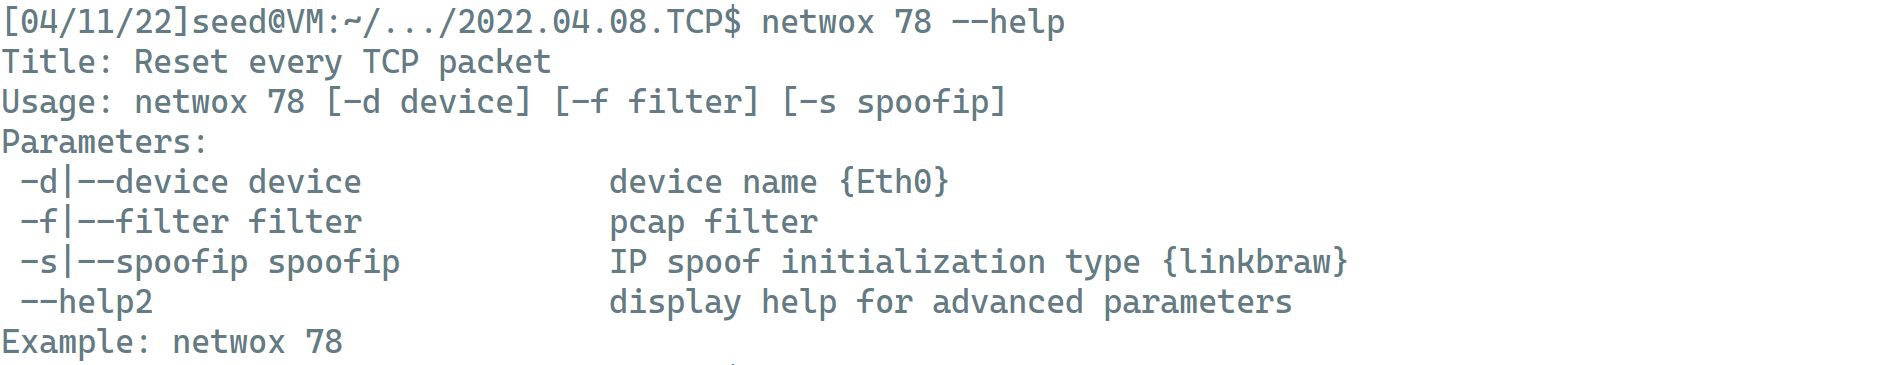 [04/11/22]seed@VM:~/.../2022.04.08.TCP$ netwox 78 --help
Title: Reset every TCP packet
Usage: netwox 78 [-d device] [-f filter] [-s spoofip]
Parameters:
 -d|--device device             device name {Eth0}
 -f|--filter filter             pcap filter
 -s|--spoofip spoofip           IP spoof initialization type {linkbraw}
 --help2                        display help for advanced parameters
Example: netwox 78